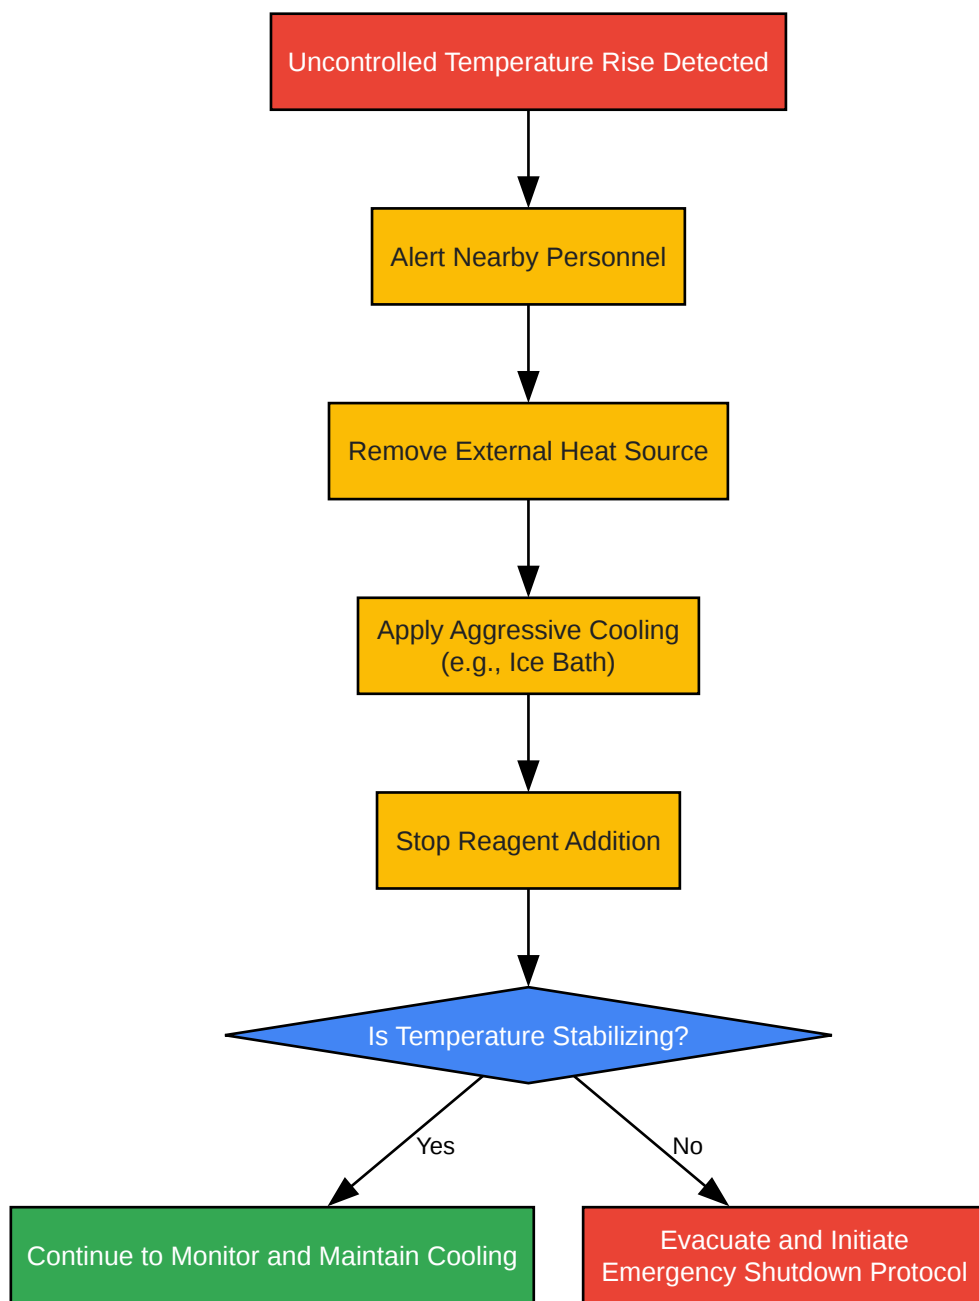 Uncontrolled Temperature Rise Detected
Alert Nearby Personnel
Remove External Heat Source
Apply Aggressive Cooling
(e.g., Ice Bath)
Stop Reagent Addition
Is Temperature Stabilizing?
Yes
No
Continue to Monitor and Maintain Cooling
Evacuate and Initiate
Emergency Shutdown Protocol